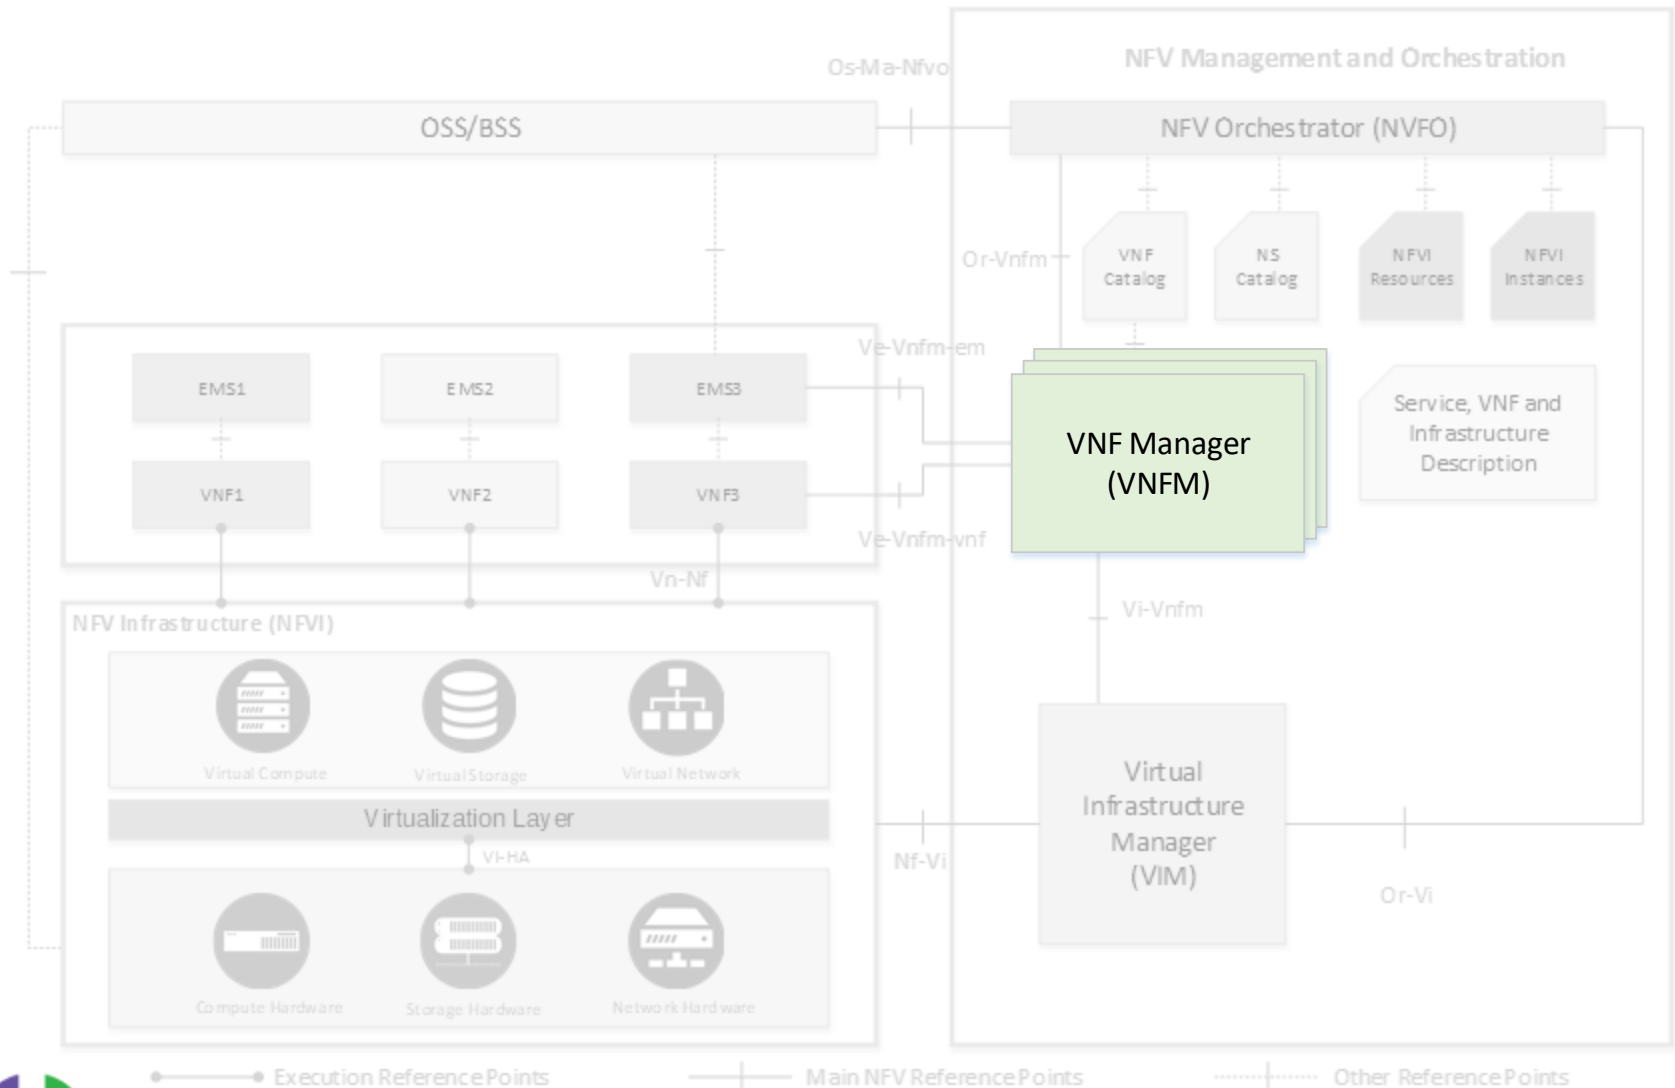 NFV Management and Orchestration
Os-Ma-Nfvo
OSS/BSS
NFV Orchestrator (NVFO)
Or-Vnfm
VNF
Catalog
NS
Catalog
NFVI
Resources
NFVI
Instances
Ve-Vnfm-em
EMS1
EMS2
EMS3
VNF Manager
(VNFM)
Service, VNF and
Infrastructure
Description
VNF1
VNF2
VNF3
Ve-Vnfm-vnf
Vn-Nf
Vi-Vnfm
NFV Infrastructure (NFVI)
Virtual Compute
Virtual Storage
Virtual Network
Virtual
Infrastructure
Manager
(VIM)
Virtualization Layer
VI-HA
Nf-Vi
Or-Vi
Compute Hardware
Storage Hardware
Network Hardware
Execution Reference Points
Main NFV Reference Points
Other Reference Points